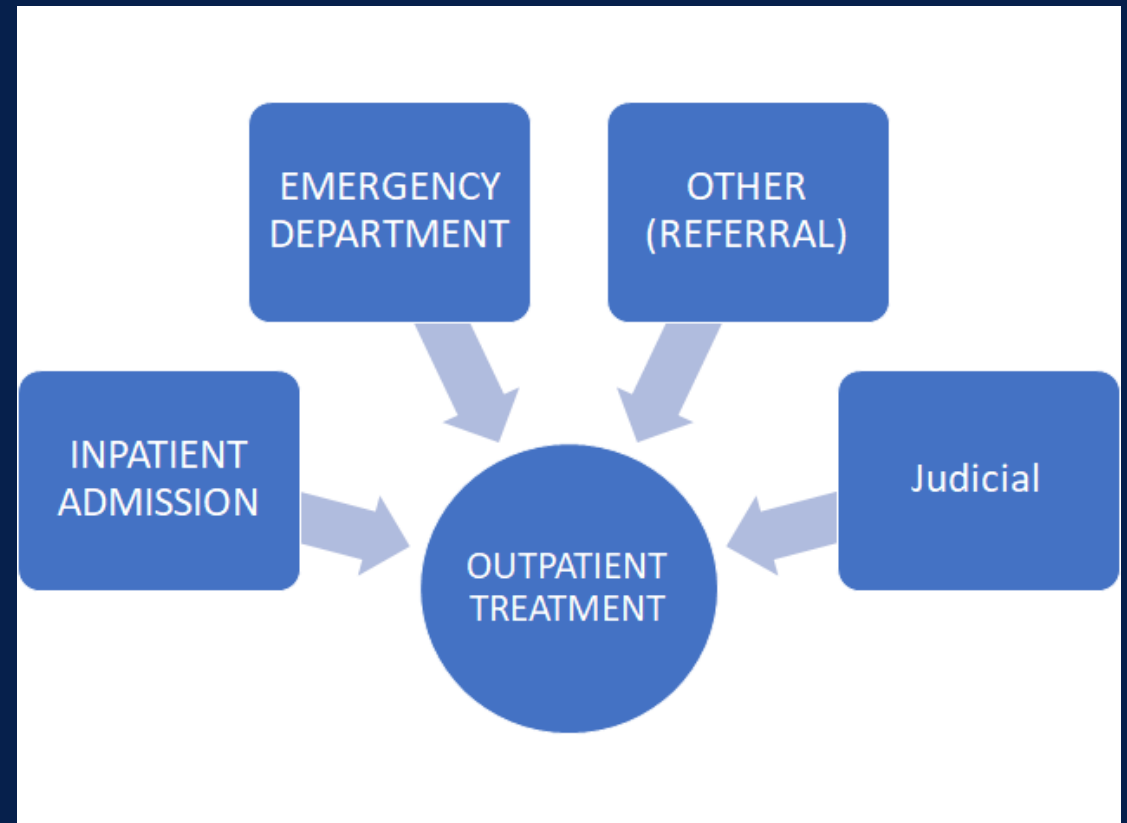 EMERGENCY
DEPARTMENT
OTHER
(REFERRAL)
INPATIENT
ADMISSION
Judicial
OUTPATIENT
TREATMENT